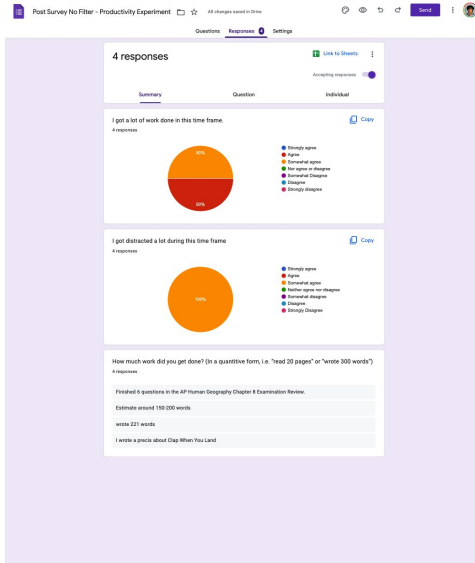 Post Survey No Filter - Productivity Experiment
All changes saved in Drive
Send
Questions Responses 4 Settings
4 responses
Link to Sheets
Accepting responses
Summary Question Individual
I got a lot of work done in this time frame.
Copy
4 responses
50%
50%
Strongly agree
Agree
Somewhat agree
Nor agree or disagree
Somewhat Disagree
Disagree
Strongly disagree
I got distracted a lot during this time frame
Copy
4 responses
100%
Strongly agree
Agree
Somewhat agree
Neither agree nor disagree
Somewhat disagree
Disagree
Strongly Disagree
How much work did you get done? (in a quantitive form, i.e. "read 20 pages" or "wrote 300 words")
4 responses
Finished 6 questions in the AP Human Geography Chapter 8 Examination Review.
Estimate around 150-200 words
wrote 221 words
I wrote a precis about Clap When You Land